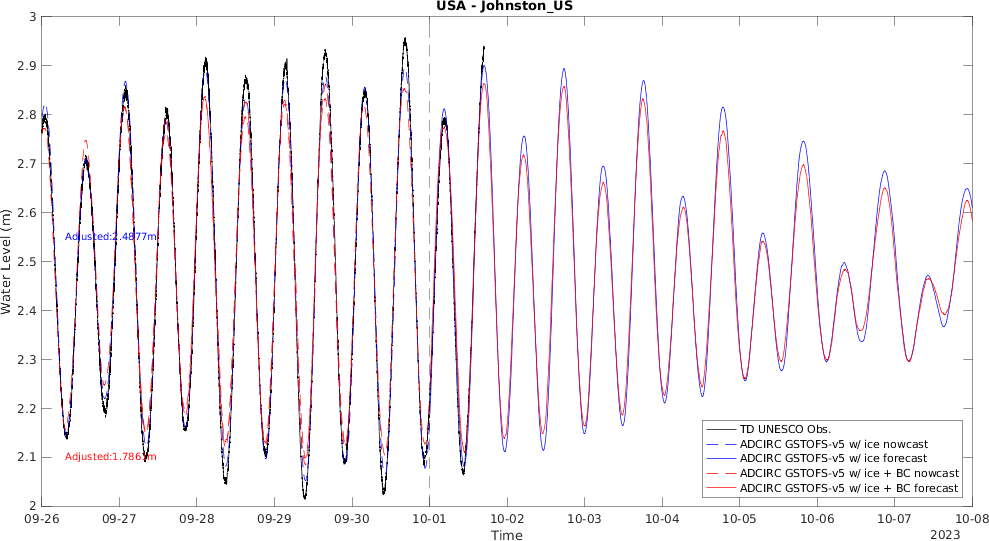 USA - Johnston_US
3
2.9
2.8
2.7
2.6
2.5
2.4
2.3
2.2
2.1
2
Water Level (m)
Adjusted:2.4877m
TD UNESCO Obs.
ADCIRC GSTOFS-v5 w/ ice nowcast
ADCIRC GSTOFS-v5 w/ ice forecast
ADCIRC GSTOFS-v5 w/ ice + BC nowcast
ADCIRC GSTOFS-v5 w/ ice + BC forecast
09-26 09-27 09-28 09-29 09-30 10-01 10-02 10-03 10-04 10-05 10-06 10-07 10-08
Time
2023